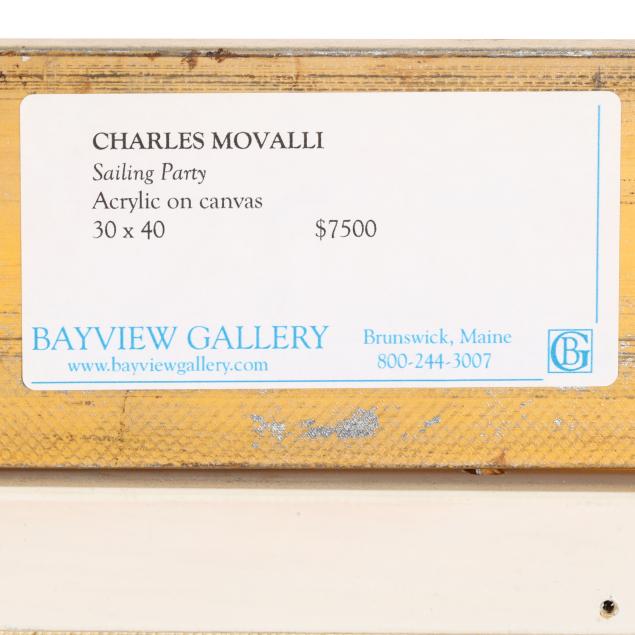 CHARLES MOVALLI
Sailing Party
Acrylic on canvas
30 x 40 $7500
BAYVIEW GALLERY
www.bayviewgallery.com
Brunswick, Maine
800-244-3007
BG